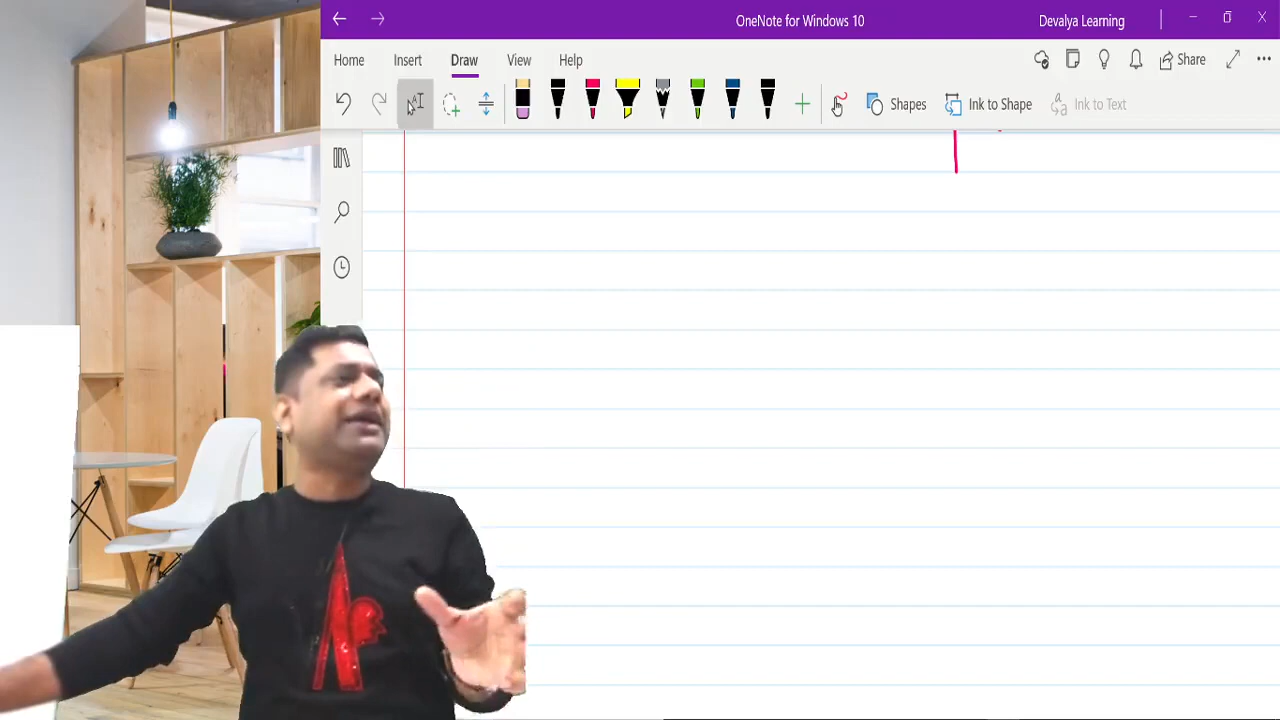 OneNote for Windows 10
Devalya Learning
Home
Insert
Draw
View
Help
Share
Shapes
Ink to Shape
Ink to Text